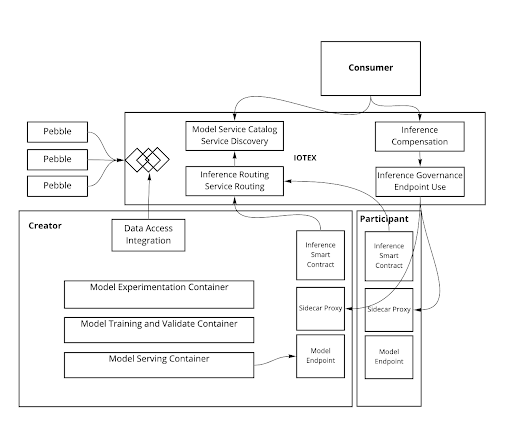 Consumer
Pebble
Pebble
Pebble
Model Service Catalog
Service Discovery
IOTEX
Inference
Compensation
Inference Routing
Service Routing
Inference Governance
Endpoint Use
Creator
Data Access
Integration
Participant
Inference
Smart
Contract
Inference
Smart
Contract
Model Experimentation Container
Sidecar Proxy
Sidecar Proxy
Model Training and Validate Container
Model Serving Container
Model
Endpoint
Model
Endpoint